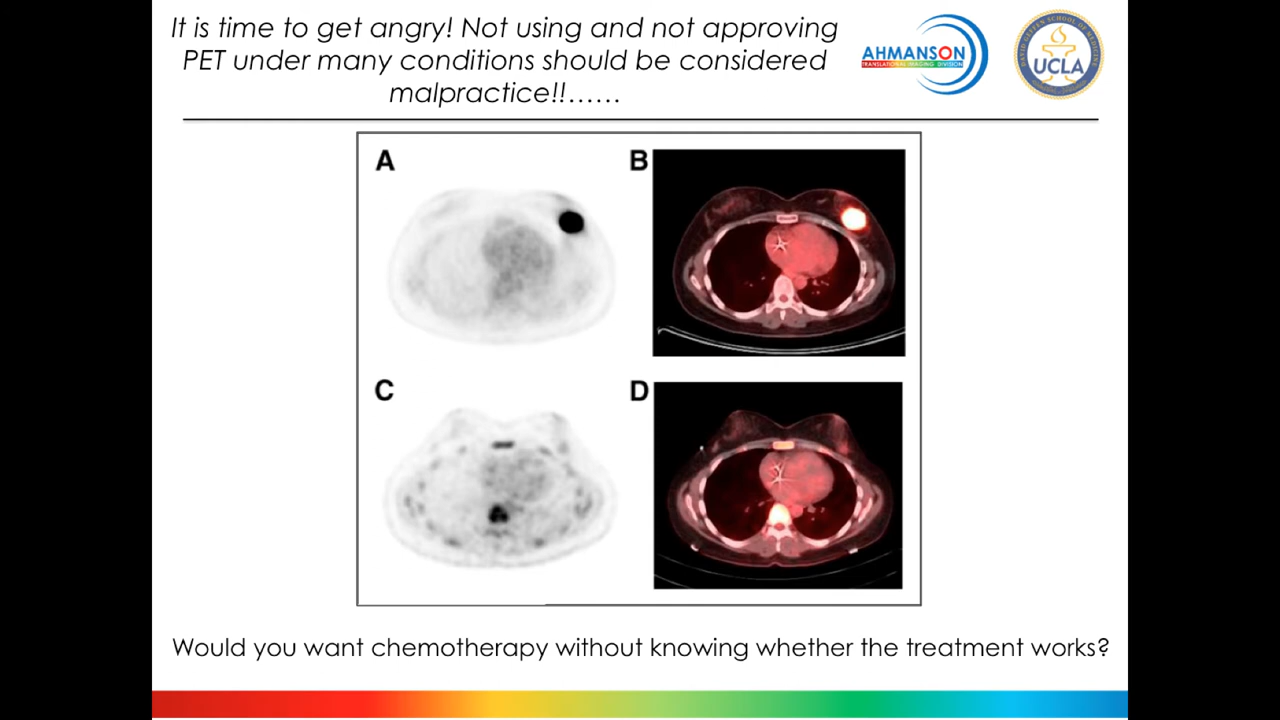 It is time to get angry! Not using and not approving
PET under many conditions should be considered
malpractice!!......
AHMANSON
TRANSLATIONAL IMAGING DIVISION
UCLA
A
B
C
D
Would you want chemotherapy without knowing whether the treatment works?